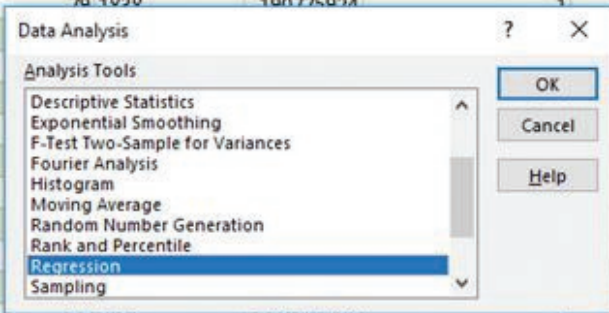 Data Analysis
?
Analysis Tools
Descriptive Statistics
Exponential Smoothing
F-Test Two-Sample for Variances
Fourier Analysis
Histogram
Moving Average
Random Number Generation
Rank and Percentile
Regression
Sampling
OK
Cancel
Help